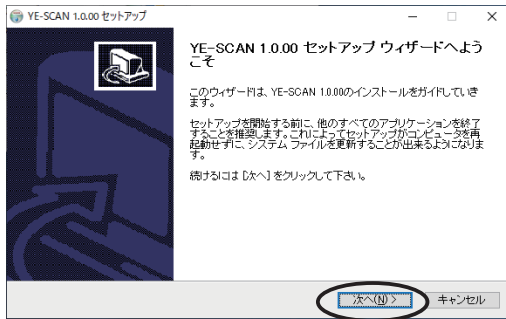 YE-SCAN 1.0.00 セットアップ
YE-SCAN 1.0.00 セットアップ ウィザードへよう
こそ
このウィザードは、YE-SCAN 1.0.00のインストールをガイドしていき
ます。
セットアップを開始する前に、他のすべてのアプリケーションを終了
することを推奨します。これによってセットアップがコンピュータを再
起動せずに、システム ファイルを更新することが出来るようになりま
す。
続けるには [次へ] をクリックして下さい。
次へ(N) >
キャンセル